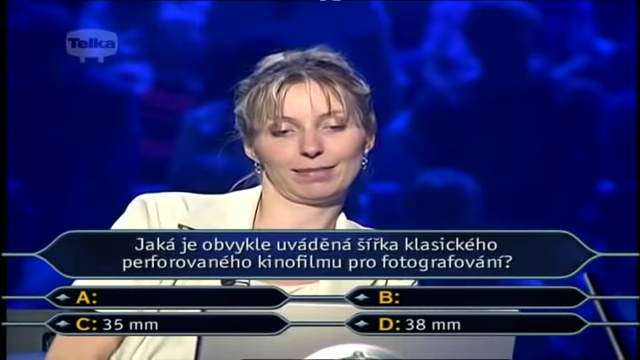 Telka
Jaká je obvykle uváděná šířka klasického
perforovaného kinofilmu pro fotografování?
A:
B:
C: 35 mm
D: 38 mm